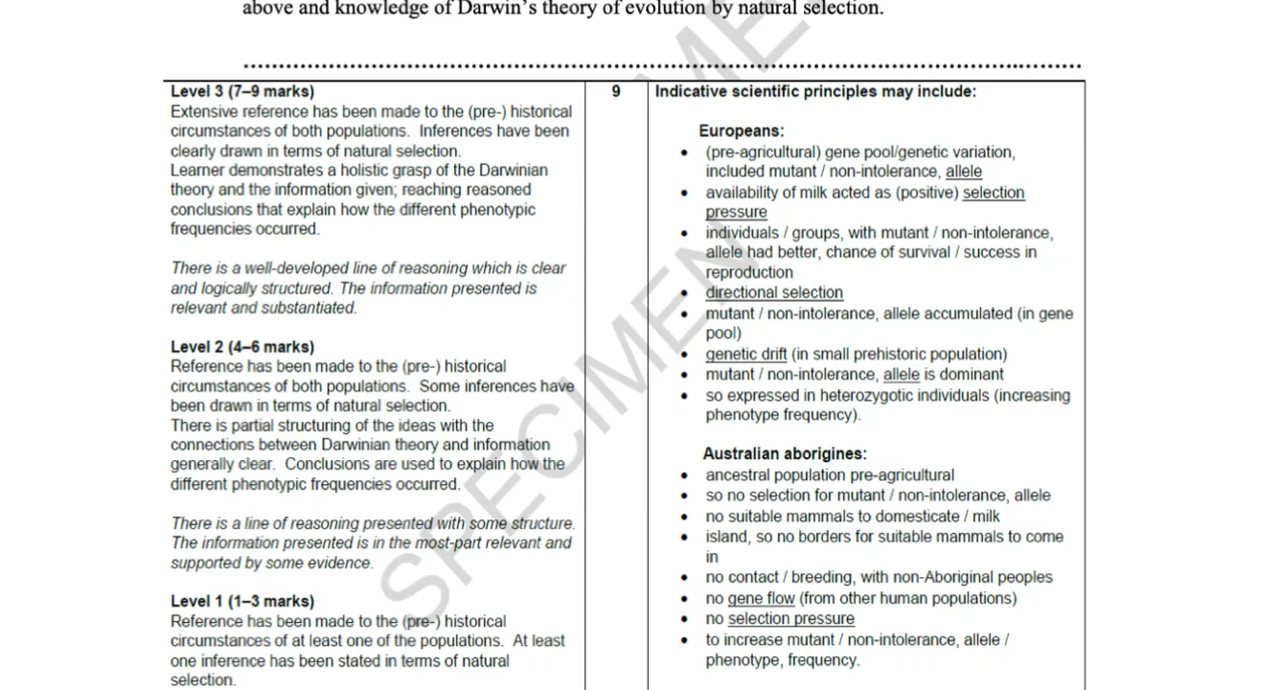 above and knowledge of Darwin's theory of evolution by natural selection.
Level 3 (7–9 marks)
Extensive reference has been made to the (pre-) historical
circumstances of both populations. Inferences have been
clearly drawn in terms of natural selection.
Learner demonstrates a holistic grasp of the Darwinian
theory and the information given; reaching reasoned
conclusions that explain how the different phenotypic
frequencies occurred.
There is a well-developed line of reasoning which is clear
and logically structured. The information presented is
relevant and substantiated.
Level 2 (4–6 marks)
Reference has been made to the (pre-) historical
circumstances of both populations. Some inferences have
been drawn in terms of natural selection.
There is partial structuring of the ideas with the
connections between Darwinian theory and information
generally clear. Conclusions are used to explain how the
different phenotypic frequencies occurred.
There is a line of reasoning presented with some structure.
The information presented is in the most-part relevant and
supported by some evidence.
Level 1 (1–3 marks)
Reference has been made to the (pre-) historical
circumstances of at least one of the populations. At least
one inference has been stated in terms of natural
selection.
9
Indicative scientific principles may include:
Europeans:
• (pre-agricultural) gene pool/genetic variation,
included mutant / non-intolerance, allele
• availability of milk acted as (positive) selection
pressure
• individuals / groups, with mutant / non-intolerance,
allele had better, chance of survival / success in
reproduction
• directional selection
• mutant / non-intolerance, allele accumulated (in gene
pool)
• genetic drift (in small prehistoric population)
• mutant / non-intolerance, allele is dominant
• so expressed in heterozygotic individuals (increasing
phenotype frequency).
Australian aborigines:
• ancestral population pre-agricultural
• so no selection for mutant / non-intolerance, allele
• no suitable mammals to domesticate / milk
• island, so no borders for suitable mammals to come
in
• no contact / breeding, with non-Aboriginal peoples
• no gene flow (from other human populations)
• no selection pressure
• to increase mutant / non-intolerance, allele /
phenotype, frequency.
SPECIMEN